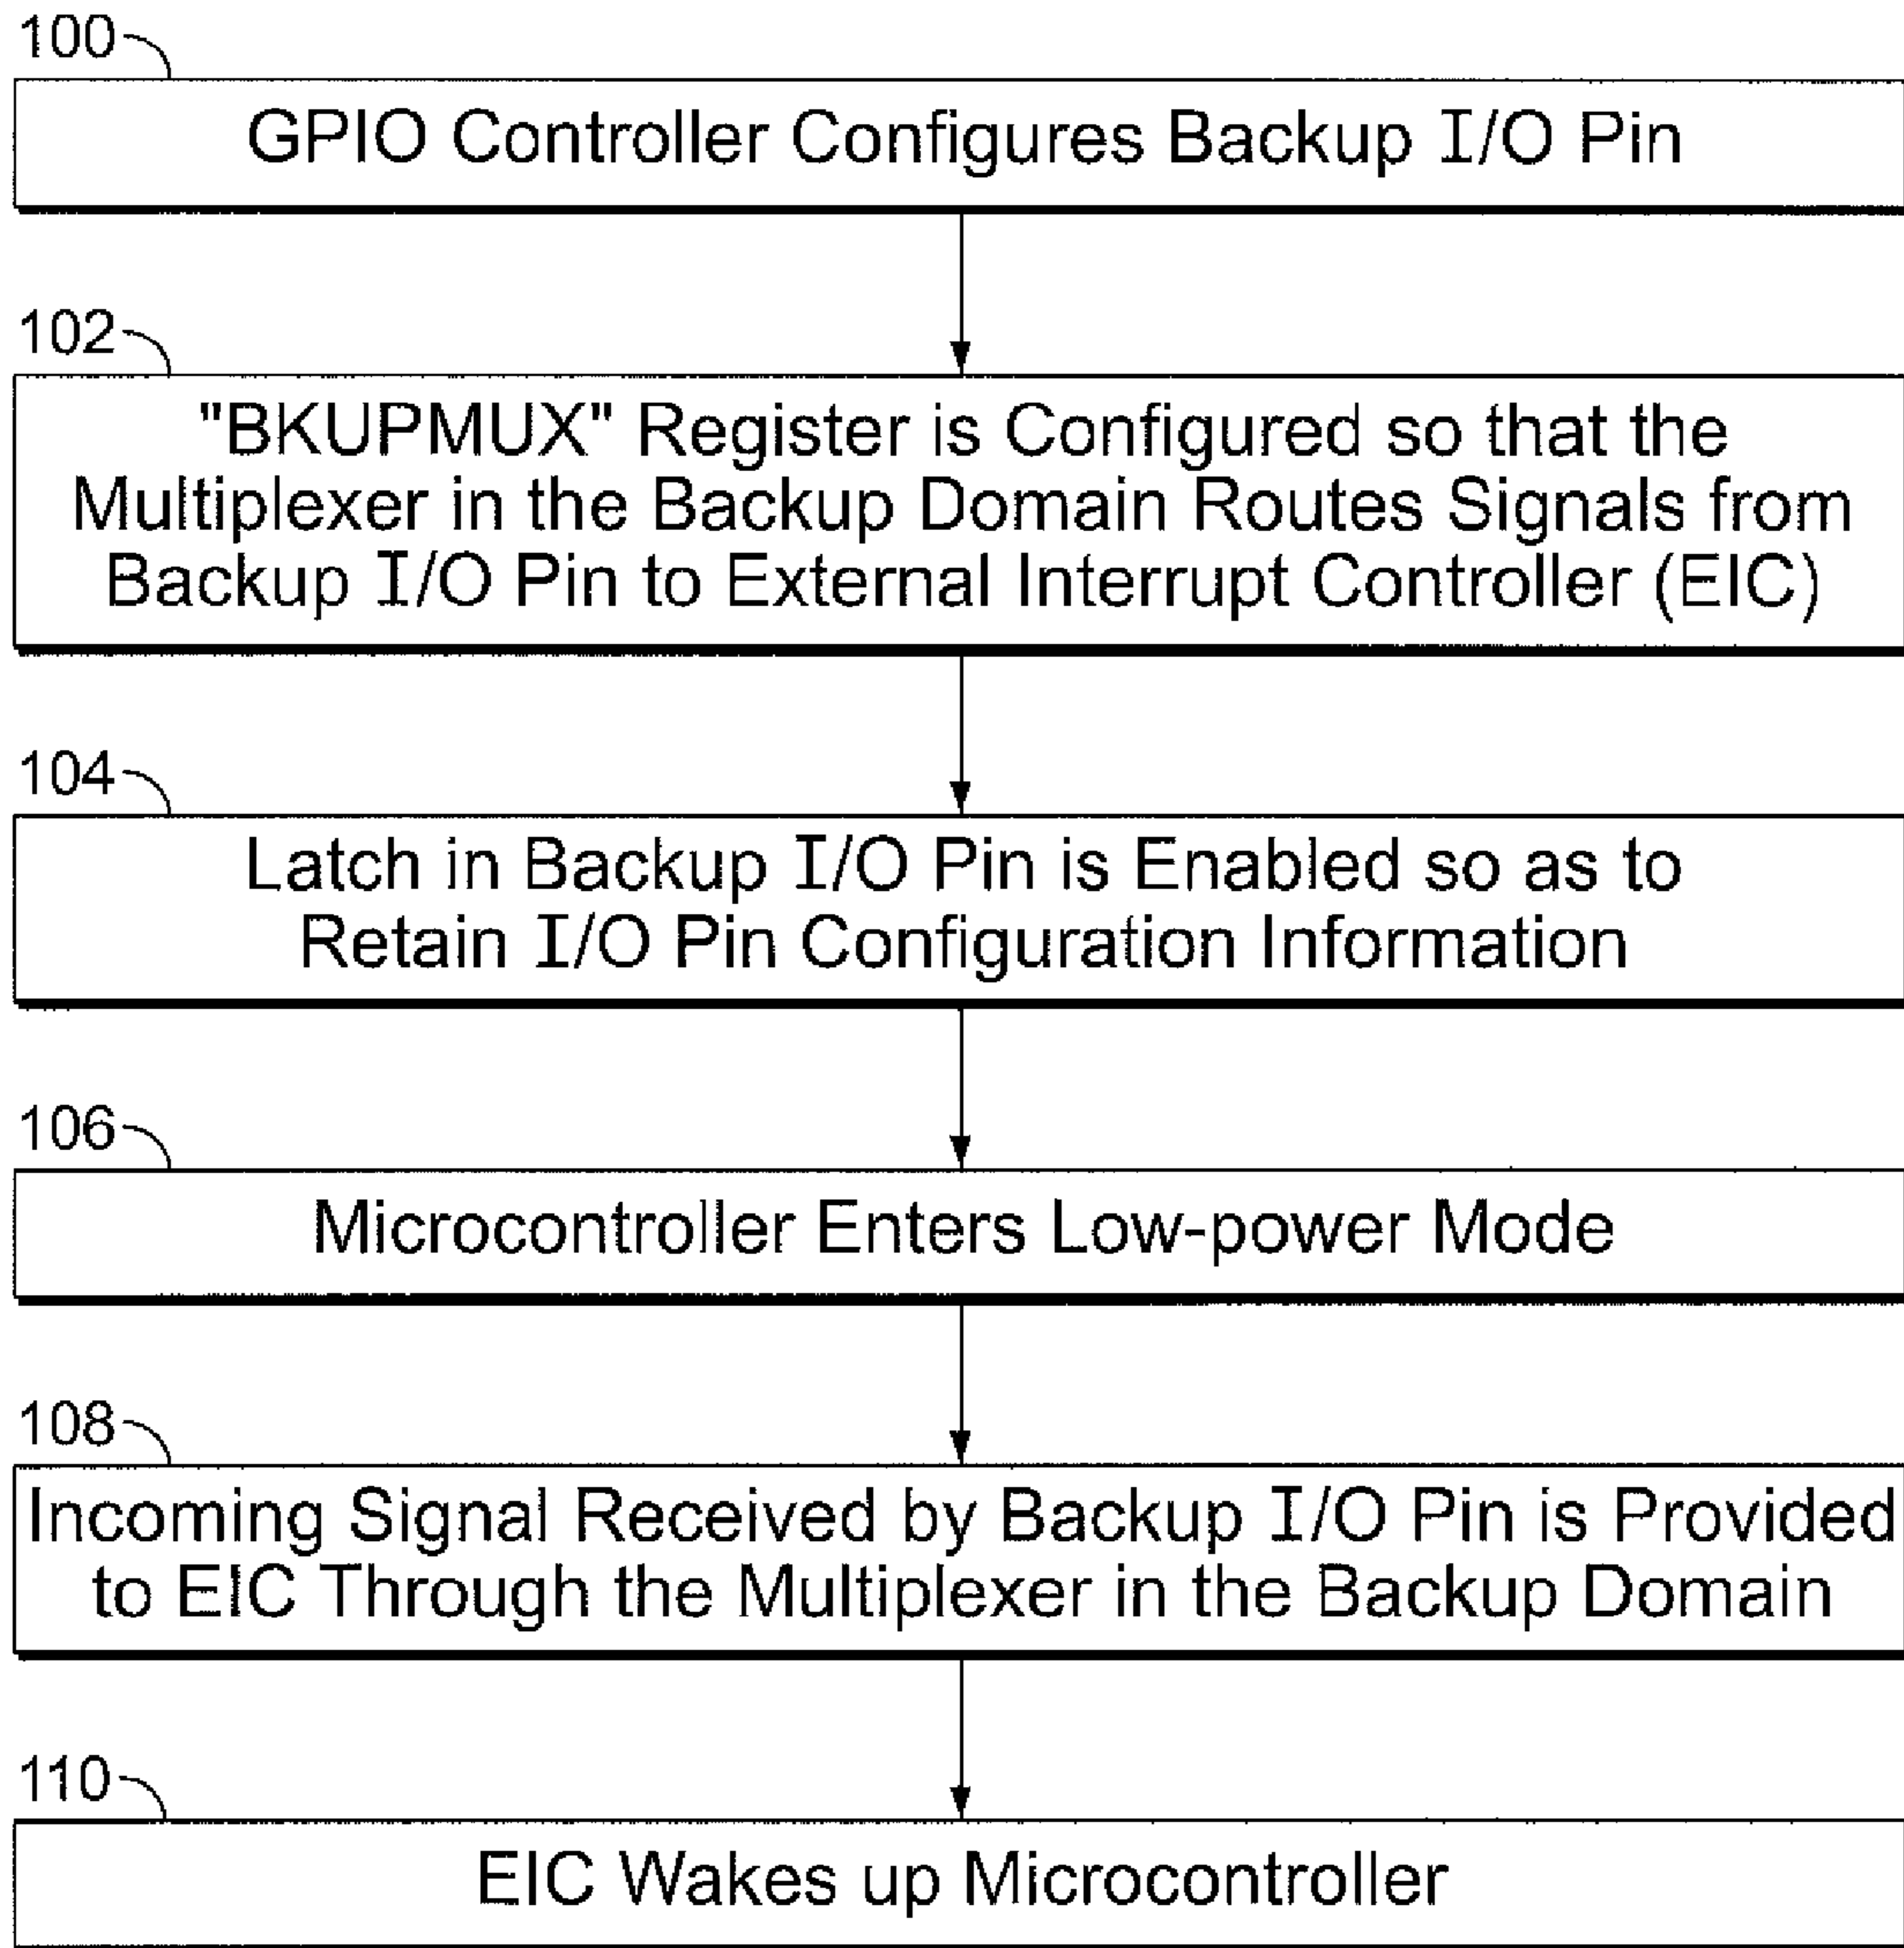 100
GPIO Controller Configures Backup I/O Pin
102
"BKUPMUX" Register is Configured so that the
Multiplexer in the Backup Domain Routes Signals from
Backup I/O Pin to External Interrupt Controller (EIC)
104
Latch in Backup I/O Pin is Enabled so as to
Retain I/O Pin Configuration Information
106
Microcontroller Enters Low-power Mode
108
Incoming Signal Received by Backup I/O Pin is Provided
to EIC Through the Multiplexer in the Backup Domain
110
EIC Wakes up Microcontroller